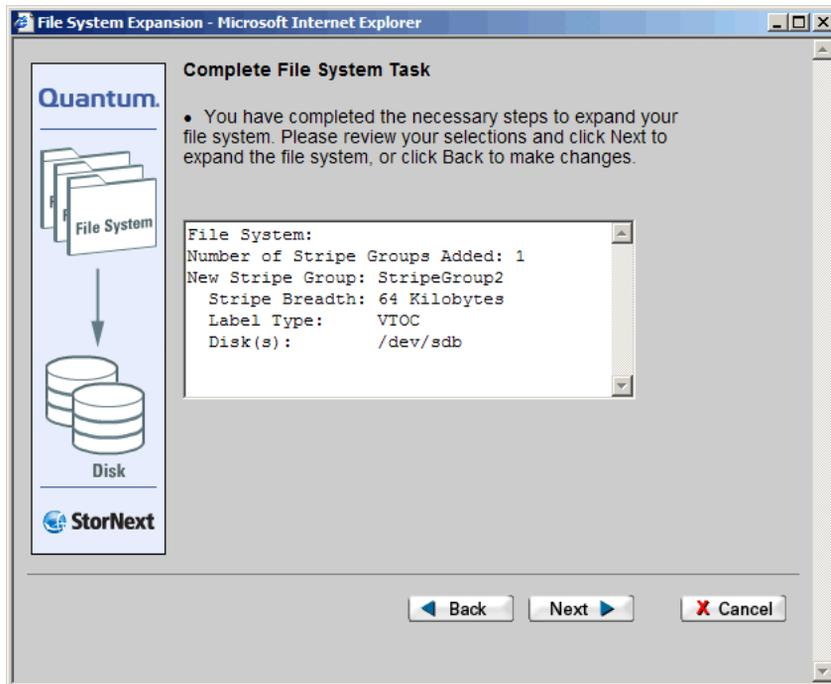 File System Expansion - Microsoft Internet Explorer
Quantum.
File System
Disk
StorNext
Complete File System Task
• You have completed the necessary steps to expand your
file system. Please review your selections and click Next to
expand the file system, or click Back to make changes.
File System:
Number of Stripe Groups Added: 1
New Stripe Group: StripeGroup2
Stripe Breadth: 64 Kilobytes
Label Type: VTOC
Disk(s): /dev/sdb
Back
Next
Cancel